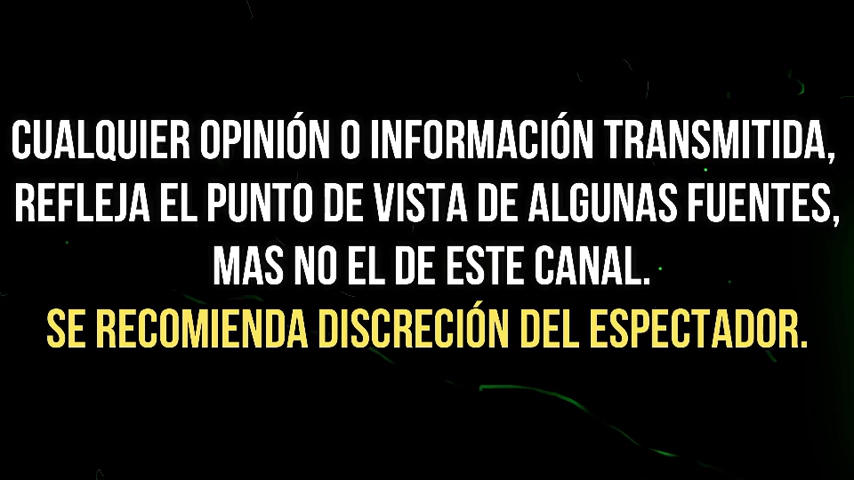 CUALQUIER OPINIÓN O INFORMACIÓN TRANSMITIDA,
REFLEJA EL PUNTO DE VISTA DE ALGUNAS FUENTES,
MAS NO EL DE ESTE CANAL.
SE RECOMIENDA DISCRECIÓN DEL ESPECTADOR.